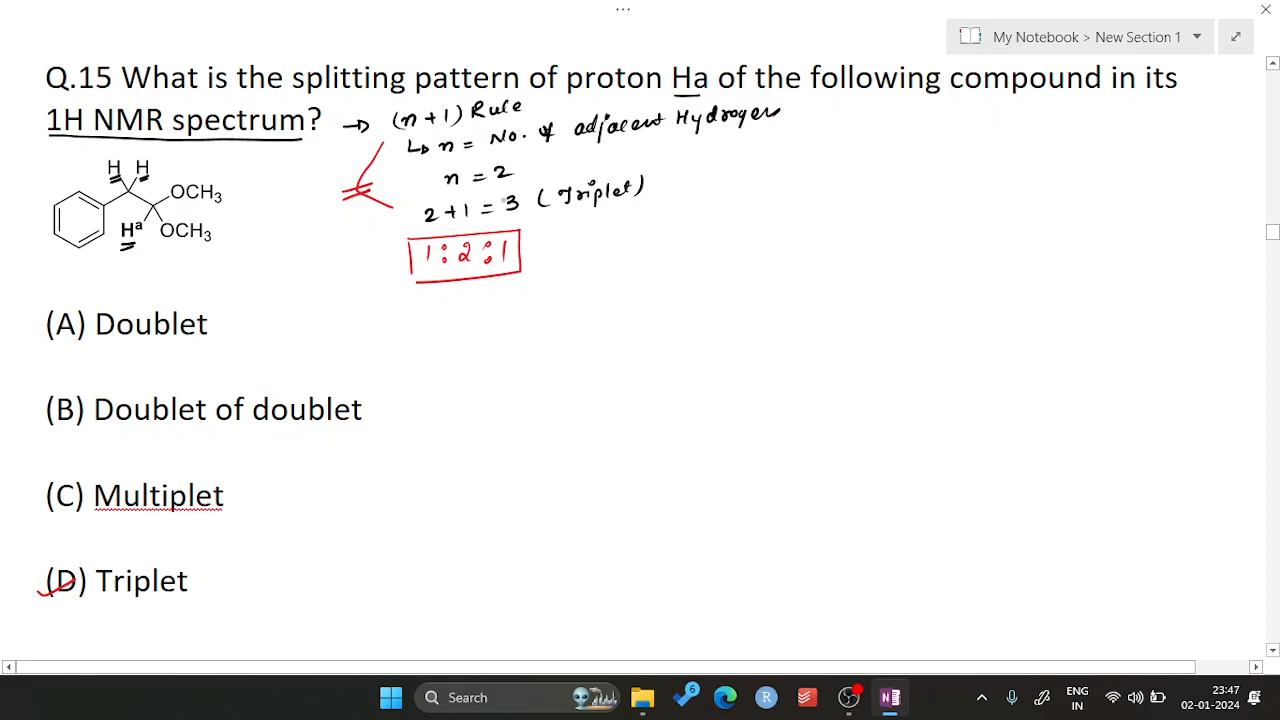 ...
My Notebook > New Section 1
Q.15 What is the splitting pattern of proton Ha of the following compound in its
1H NMR spectrum?
→ (n+1) Rule
↳ n = No. of adjacent Hydrogen
n = 2
2 + 1 = 3 (Triplet)
1 : 2 : 1
H H
OCH3
Ha OCH3
(A) Doublet
(B) Doublet of doublet
(C) Multiplet
(D) Triplet
Search
6
R
N
ENG
IN
23:47
02-01-2024